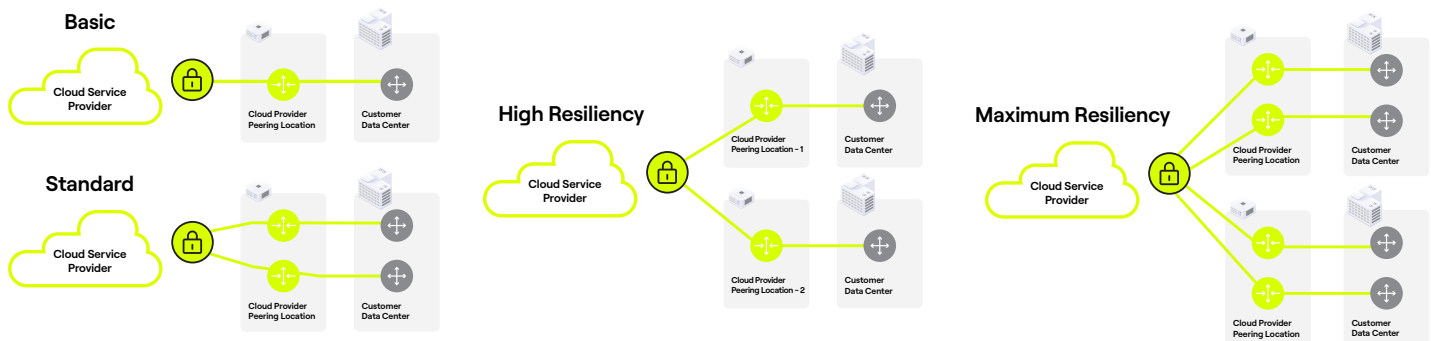 Basic
Cloud Service
Provider
Cloud Provider
Peering Location
Customer
Data Center
Standard
Cloud Service
Provider
Cloud Provider
Peering Location
Customer
Data Center
High Resiliency
Cloud Service
Provider
Cloud Provider
Peering Location - 1
Customer
Data Center
Cloud Provider
Peering Location - 2
Customer
Data Center
Maximum Resiliency
Cloud Service
Provider
Cloud Provider
Peering Location
Customer
Data Center
Cloud Provider
Peering Location
Customer
Data Center